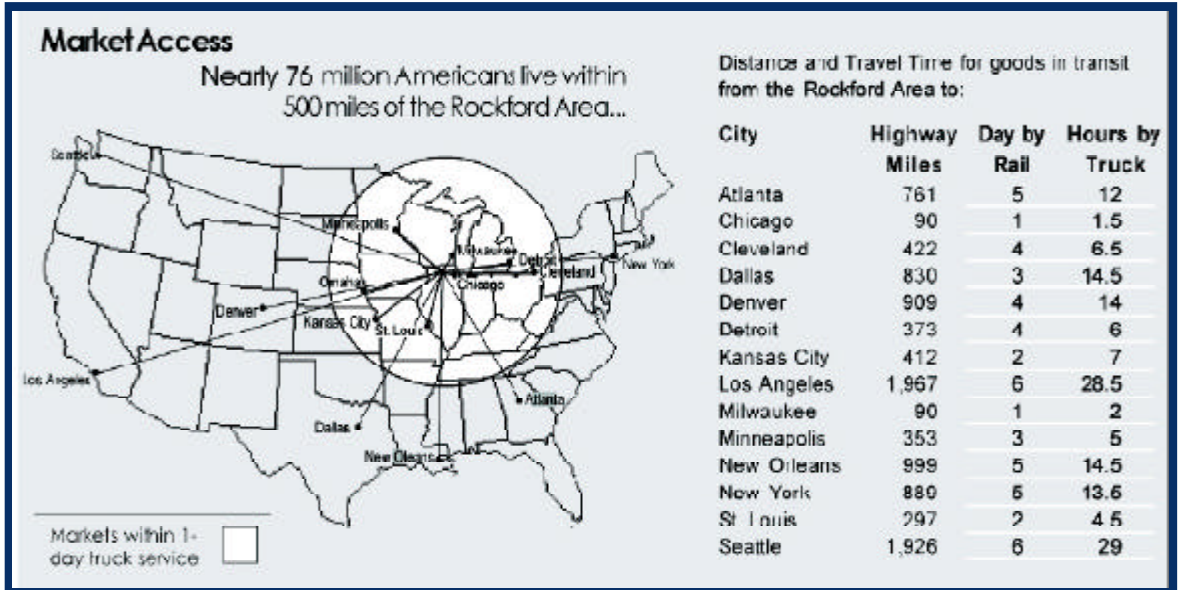 Market Access
Nearly 76 million Americans live within
500 miles of the Rockford Area...
Seattle
Minneapolis
Milwaukee
Detroit
Cleveland
New York
Omaha
Chicago
Denver
Kansas City
St. Louis
Los Angeles
Atlanta
Dallas
New Orleans
Markets within 1-
day truck service
Distance and Travel Time for goods in transit
from the Rockford Area to:
City Highway Day by Hours by
Miles Rail Truck
Atlanta 761 5 12
Chicago 90 1 1.5
Cleveland 422 4 6.5
Dallas 830 3 14.5
Denver 909 4 14
Detroit 373 4 6
Kansas City 412 2 7
Los Angeles 1,967 6 28.5
Milwaukee 90 1 2
Minneapolis 353 3 5
New Orleans 999 5 14.5
New York 880 5 13.5
St Louis 297 2 4.5
Seattle 1,926 6 29